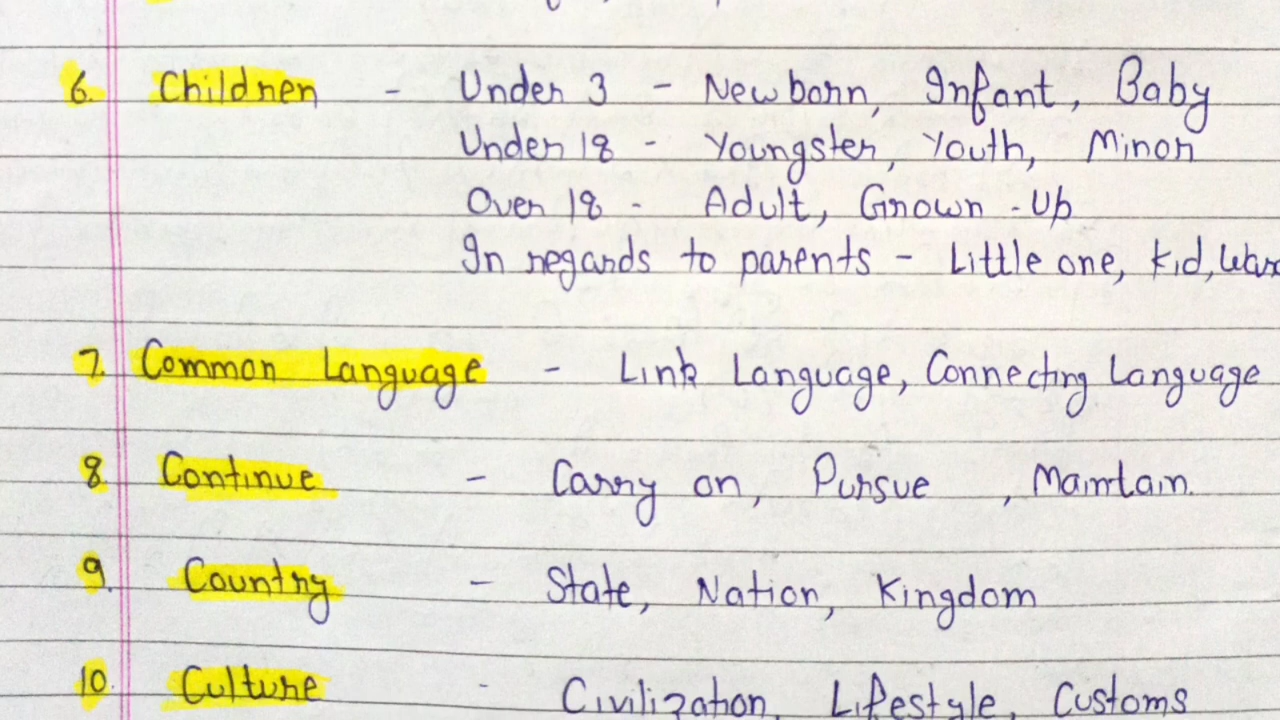 6. Children - Under 3 - New born, Infant, Baby
Under 18 - Youngster, Youth, Minor
Over 18 - Adult, Grown-Up
In regards to parents - Little one, Kid,
7. Common Language - Link Language, Connecting Language
8. Continue - Carry on, Pursue, Maintain.
9. Country - State, Nation, Kingdom
10. Culture - Civilization, Lifestyle, Customs